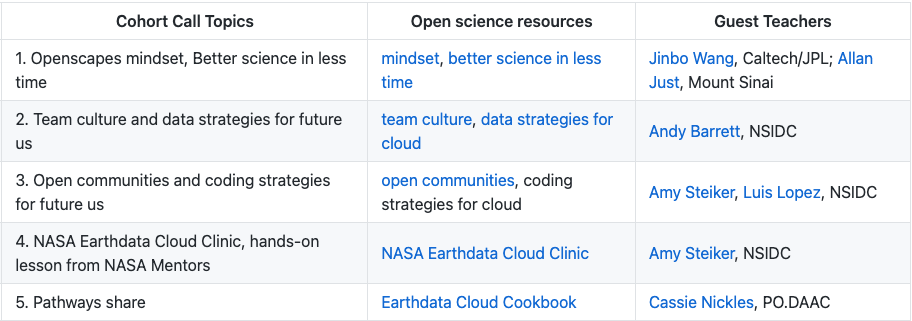 Cohort Call Topics
Open science resources
Guest Teachers
1. Openscapes mindset, Better science in less
time
mindset, better science in less
time
Jinbo Wang, Caltech/JPL; Allan
Just, Mount Sinai
2. Team culture and data strategies for future
us
team culture, data strategies for
cloud
Andy Barrett, NSIDC
3. Open communities and coding strategies
for future us
open communities, coding
strategies for cloud
Amy Steiker, Luis Lopez, NSIDC
4. NASA Earthdata Cloud Clinic, hands-on
lesson from NASA Mentors
NASA Earthdata Cloud Clinic
Amy Steiker, NSIDC
5. Pathways share
Earthdata Cloud Cookbook
Cassie Nickles, PO.DAAC